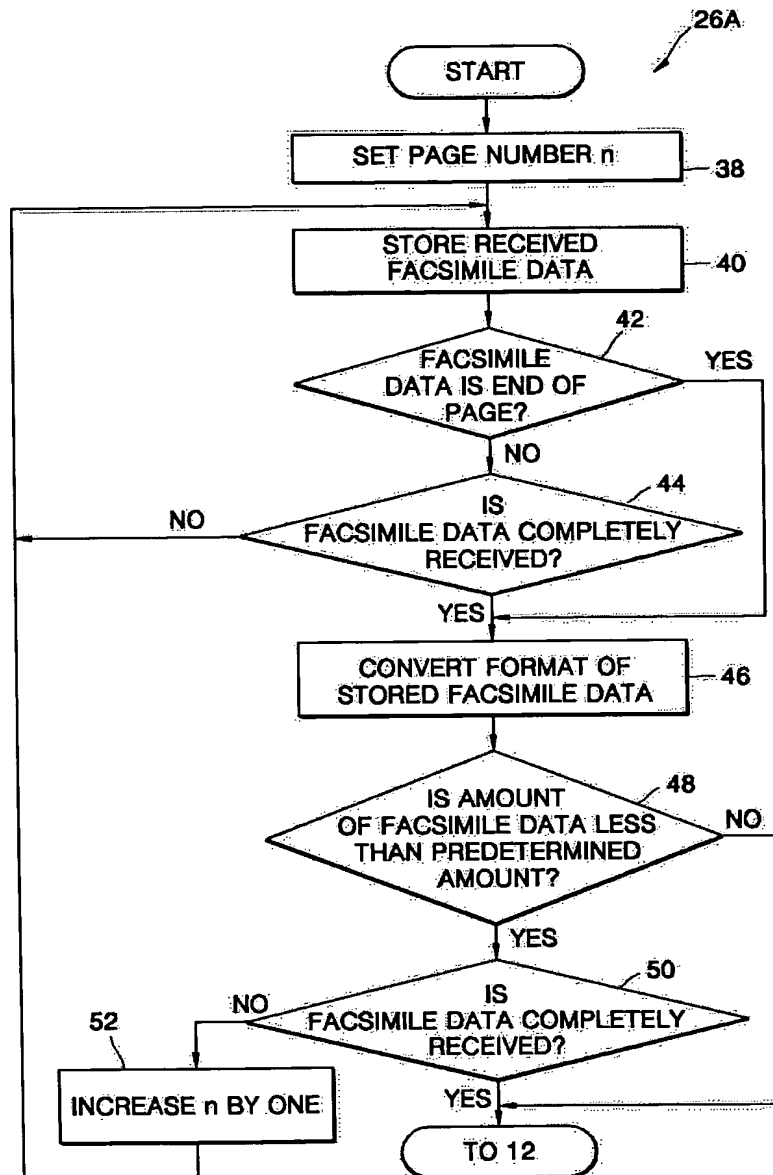 26A
START
SET PAGE NUMBER n
38
STORE RECEIVED
FACSIMILE DATA
40
42
FACSIMILE
DATA IS END OF
PAGE?
YES
NO
44
IS
FACSIMILE DATA COMPLETELY
RECEIVED?
NO
YES
CONVERT FORMAT OF
STORED FACSIMILE DATA
46
48
IS AMOUNT
OF FACSIMILE DATA LESS
THAN PREDETERMINED
AMOUNT?
NO
YES
50
IS
FACSIMILE DATA COMPLETELY
RECEIVED?
NO
52
INCREASE n BY ONE
YES
TO 12